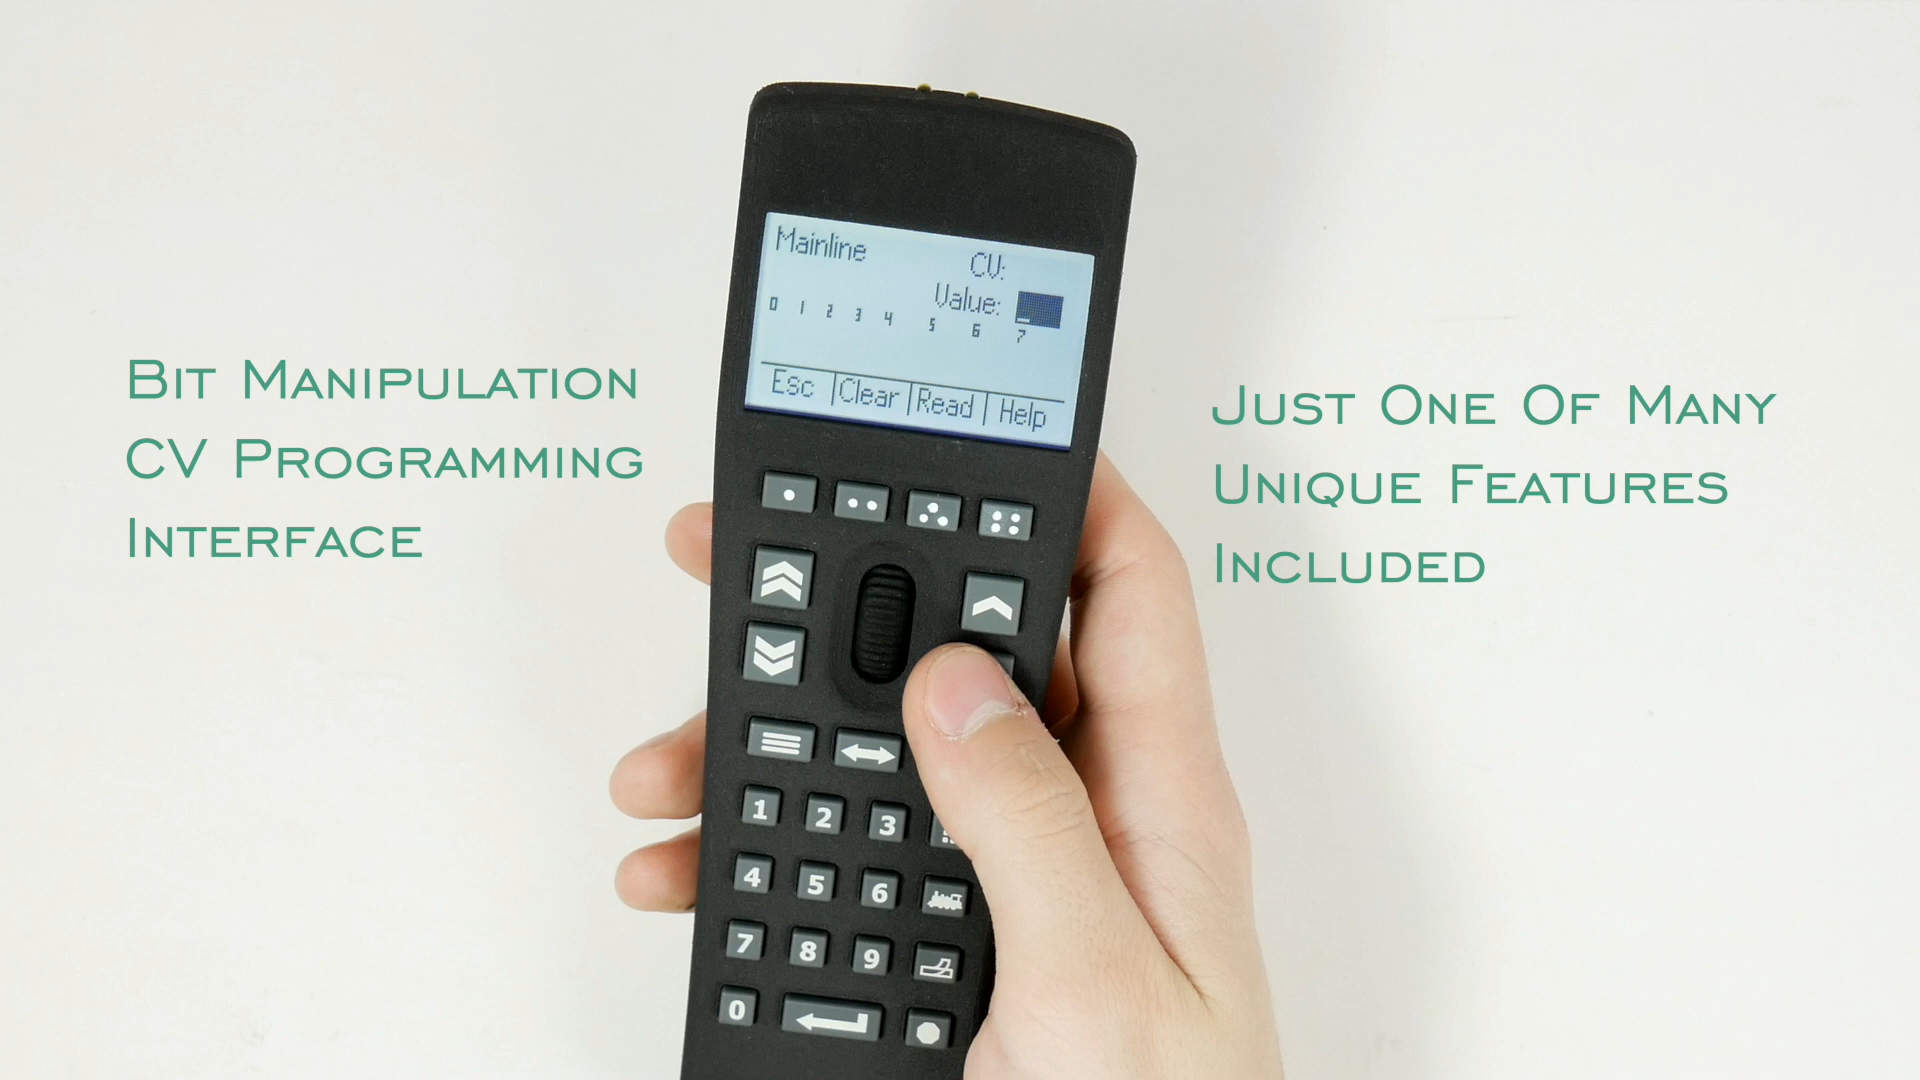 Bit Manipulation
CV Programming
Interface
Just One Of Many
Unique Features
Included
Mainline
CV:
Value:
0 1 2 3 4 5 6 7
Esc Clear Read Help
1 2 3
4 5 6
7 8 9
0